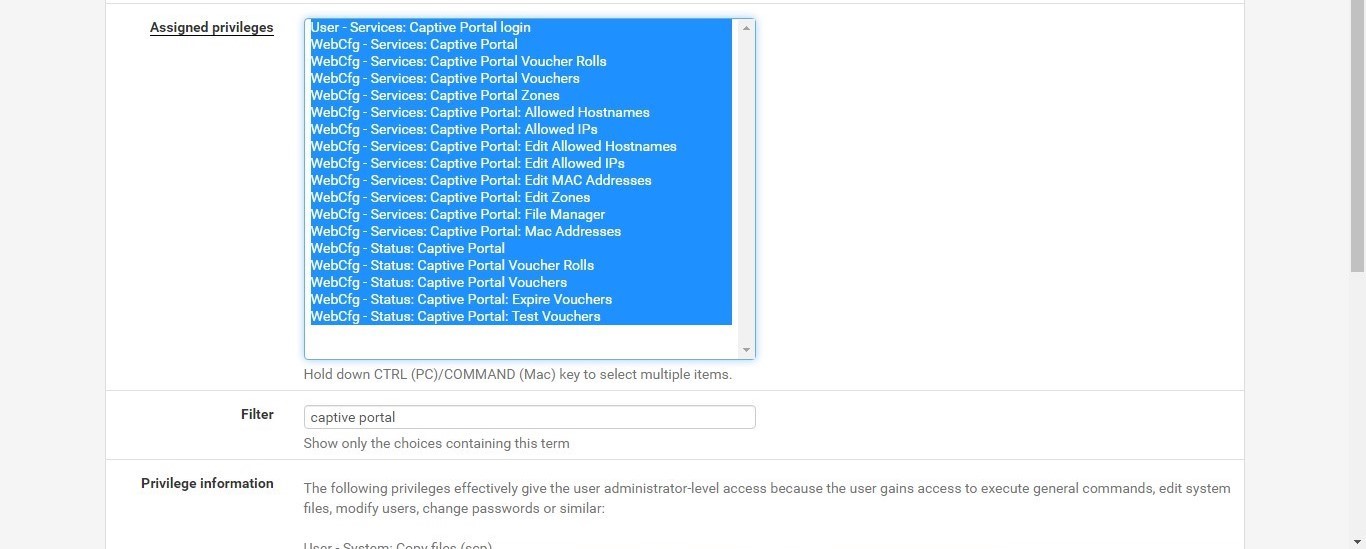 Assigned privileges
User - Services: Captive Portal login
WebCfg - Services: Captive Portal
WebCfg - Services: Captive Portal Voucher Rolls
WebCfg - Services: Captive Portal Vouchers
WebCfg - Services: Captive Portal Zones
WebCfg - Services: Captive Portal: Allowed Hostnames
WebCfg - Services: Captive Portal: Allowed IPs
WebCfg - Services: Captive Portal: Edit Allowed Hostnames
WebCfg - Services: Captive Portal: Edit Allowed IPs
WebCfg - Services: Captive Portal: Edit MAC Addresses
WebCfg - Services: Captive Portal: Edit Zones
WebCfg - Services: Captive Portal: File Manager
WebCfg - Services: Captive Portal: Mac Addresses
WebCfg - Status: Captive Portal
WebCfg - Status: Captive Portal Voucher Rolls
WebCfg - Status: Captive Portal Vouchers
WebCfg - Status: Captive Portal: Expire Vouchers
WebCfg - Status: Captive Portal: Test Vouchers
Hold down CTRL (PC)/COMMAND (Mac) key to select multiple items.
Filter
captive portal
Show only the choices containing this term
Privilege information
The following privileges effectively give the user administrator-level access because the user gains access to execute general commands, edit system
files, modify users, change passwords or similar:
User - System: Copy files (scp)